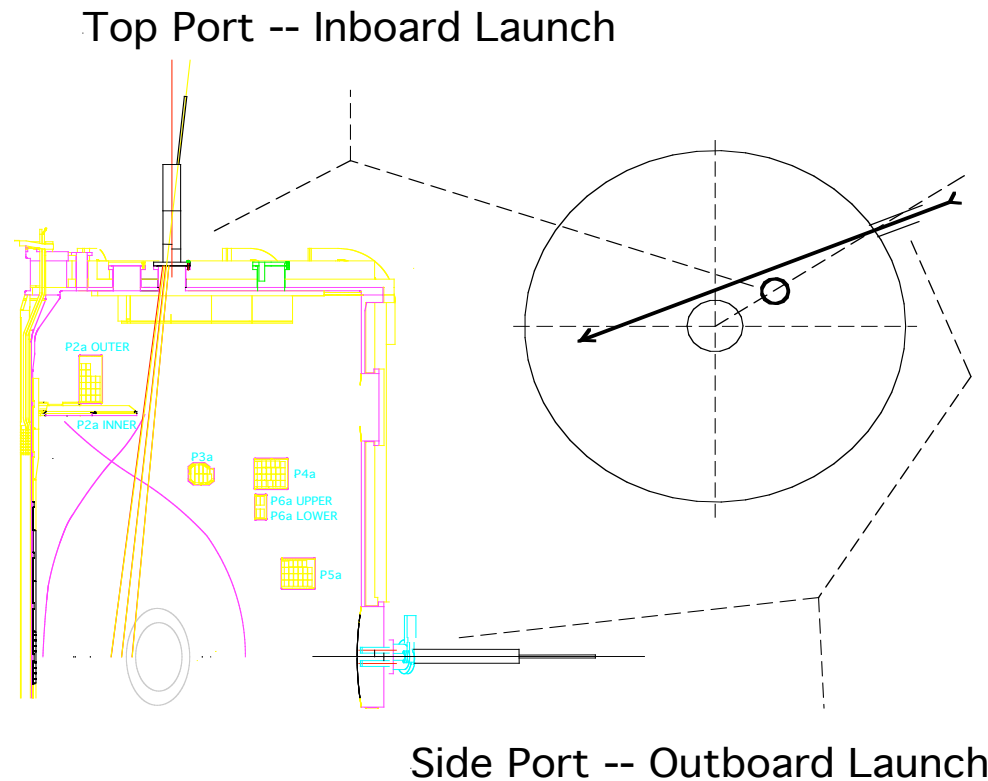 Top Port -- Inboard Launch
P2a OUTER
P2a INNER
P3a
P4a
P6a UPPER
P6a LOWER
P5a
Side Port -- Outboard Launch